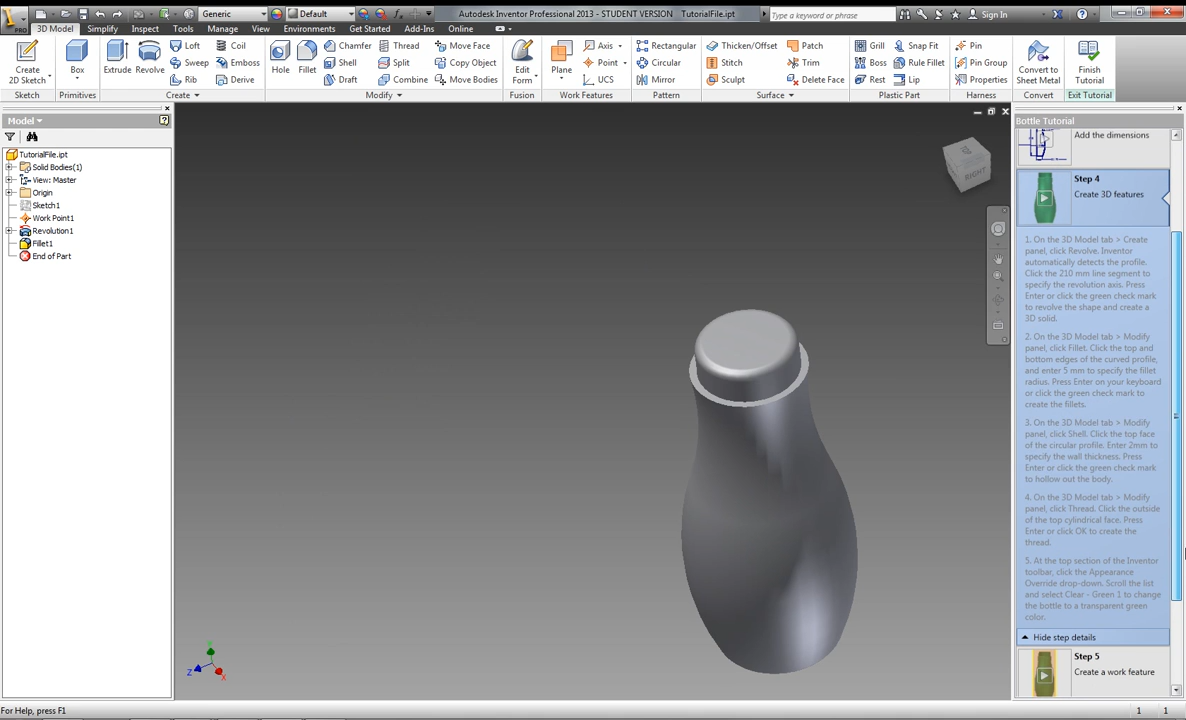 Generic
Default
Autodesk Inventor Professional 2013 - STUDENT VERSION TutorialFile.ipt
Type a keyword or phrase
Sign In
PRO
3D Model Simplify Inspect Tools Manage View Environments Get Started Add-Ins Online
Create
2D Sketch
Box
Extrude
Revolve
Loft
Sweep
Rib
Coil
Emboss
Derive
Hole
Fillet
Chamfer
Shell
Draft
Thread
Split
Combine
Move Face
Copy Object
Move Bodies
Edit
Form
Plane
Axis
Point
UCS
Rectangular
Circular
Mirror
Thicken/Offset
Stitch
Sculpt
Patch
Trim
Delete Face
Grill
Boss
Rest
Snap Fit
Rule Fillet
Lip
Pin
Pin Group
Properties
Convert to
Sheet Metal
Finish
Tutorial
Sketch Primitives Create Modify Fusion Work Features Pattern Surface Plastic Part Harness Convert Exit Tutorial
Model
TutorialFile.ipt
Solid Bodies(1)
View: Master
Origin
Sketch1
Work Point1
Revolution1
Fillet1
End of Part
RIGHT
Z
Y
X
Bottle Tutorial
Add the dimensions
Step 4
Create 3D features
1. On the 3D Model tab > Create
panel, click Revolve. Inventor
automatically detects the profile.
Click the 210 mm line segment to
specify the revolution axis. Press
Enter or click the green check mark
to revolve the shape and create a
3D solid.
2. On the 3D Model tab > Modify
panel, click Fillet. Click the top and
bottom edges of the curved profile,
and enter 5 mm to specify the fillet
radius. Press Enter on your keyboard
or click the green check mark to
create the fillets.
3. On the 3D Model tab > Modify
panel, click Shell. Click the top face
of the circular profile. Enter 2mm to
specify the wall thickness. Press
Enter or click the green check mark
to hollow out the body.
4. On the 3D Model tab > Modify
panel, click Thread. Click the outside
of the top cylindrical face. Press
Enter or click OK to create the
thread.
5. At the top section of the Inventor
toolbar, click the Appearance
Override drop-down. Scroll the list
and select Clear - Green 1 to change
the bottle to a transparent green
color.
Hide step details
Step 5
Create a work feature
For Help, press F1
1 1